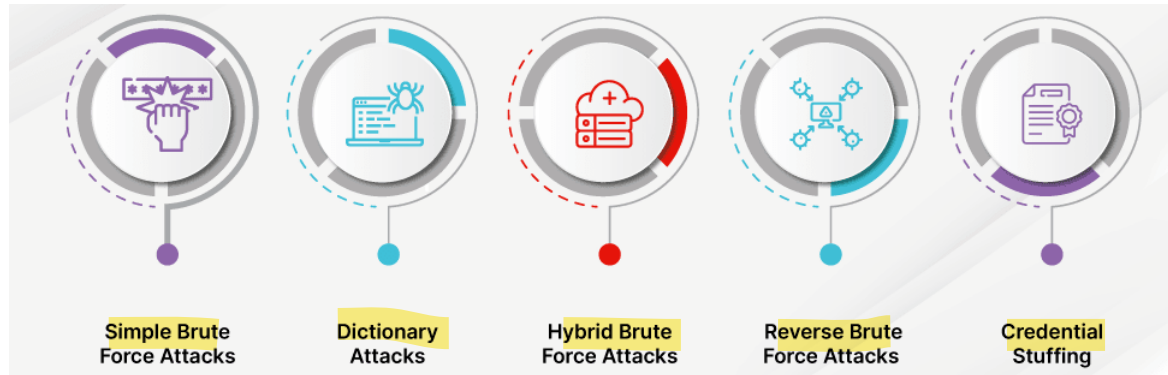 Simple Brute
Force Attacks
Dictionary
Attacks
Hybrid Brute
Force Attacks
Reverse Brute
Force Attacks
Credential
Stuffing